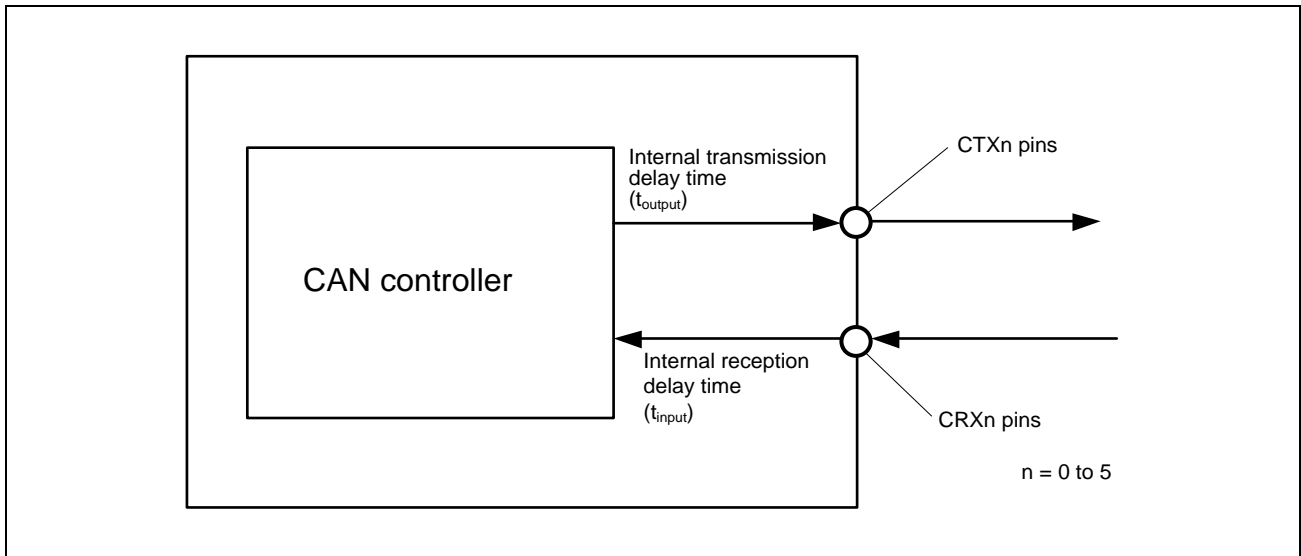 Internal transmission
delay time
(toutput)
CTXn pins
CAN controller
Internal reception
delay time
(tinput)
CRXn pins
n = 0 to 5